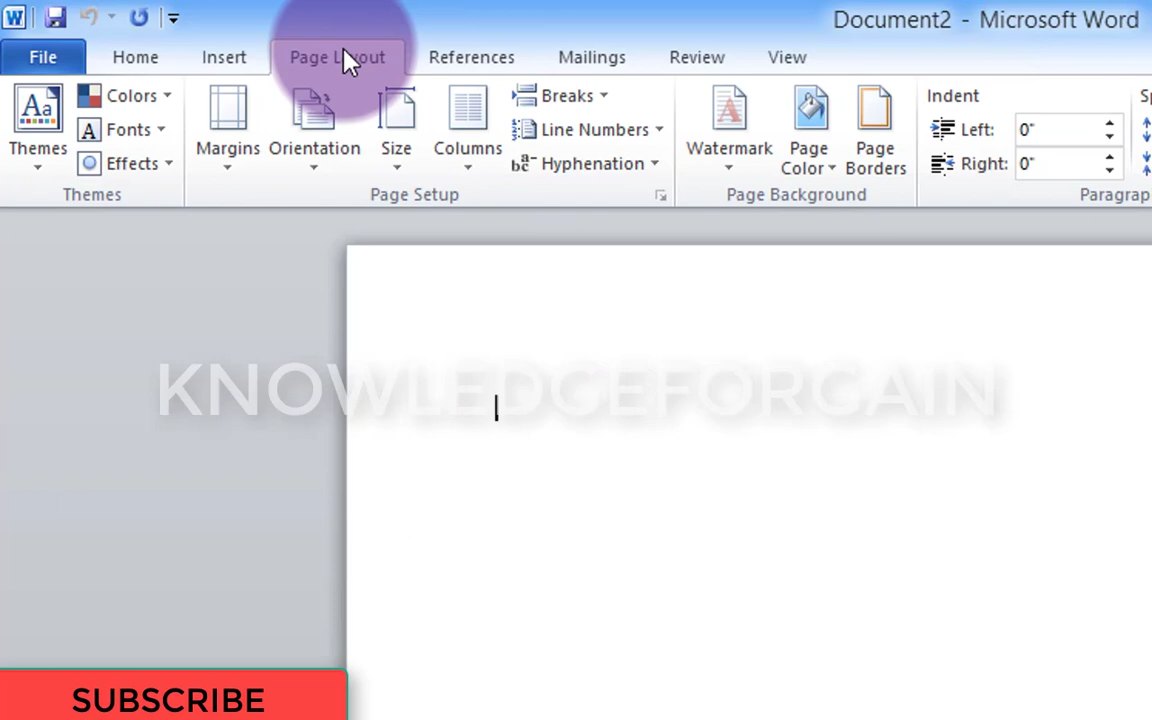 Document2 - Microsoft Word
File Home Insert Page Layout References Mailings Review View
Themes Colors Fonts Effects Margins Orientation Size Columns Breaks Line Numbers Hyphenation Watermark Page Color Page Borders Indent Left: 0" Right: 0"
Themes Page Setup Page Background
KNOWLEDGEFORGAIN
SUBSCRIBE